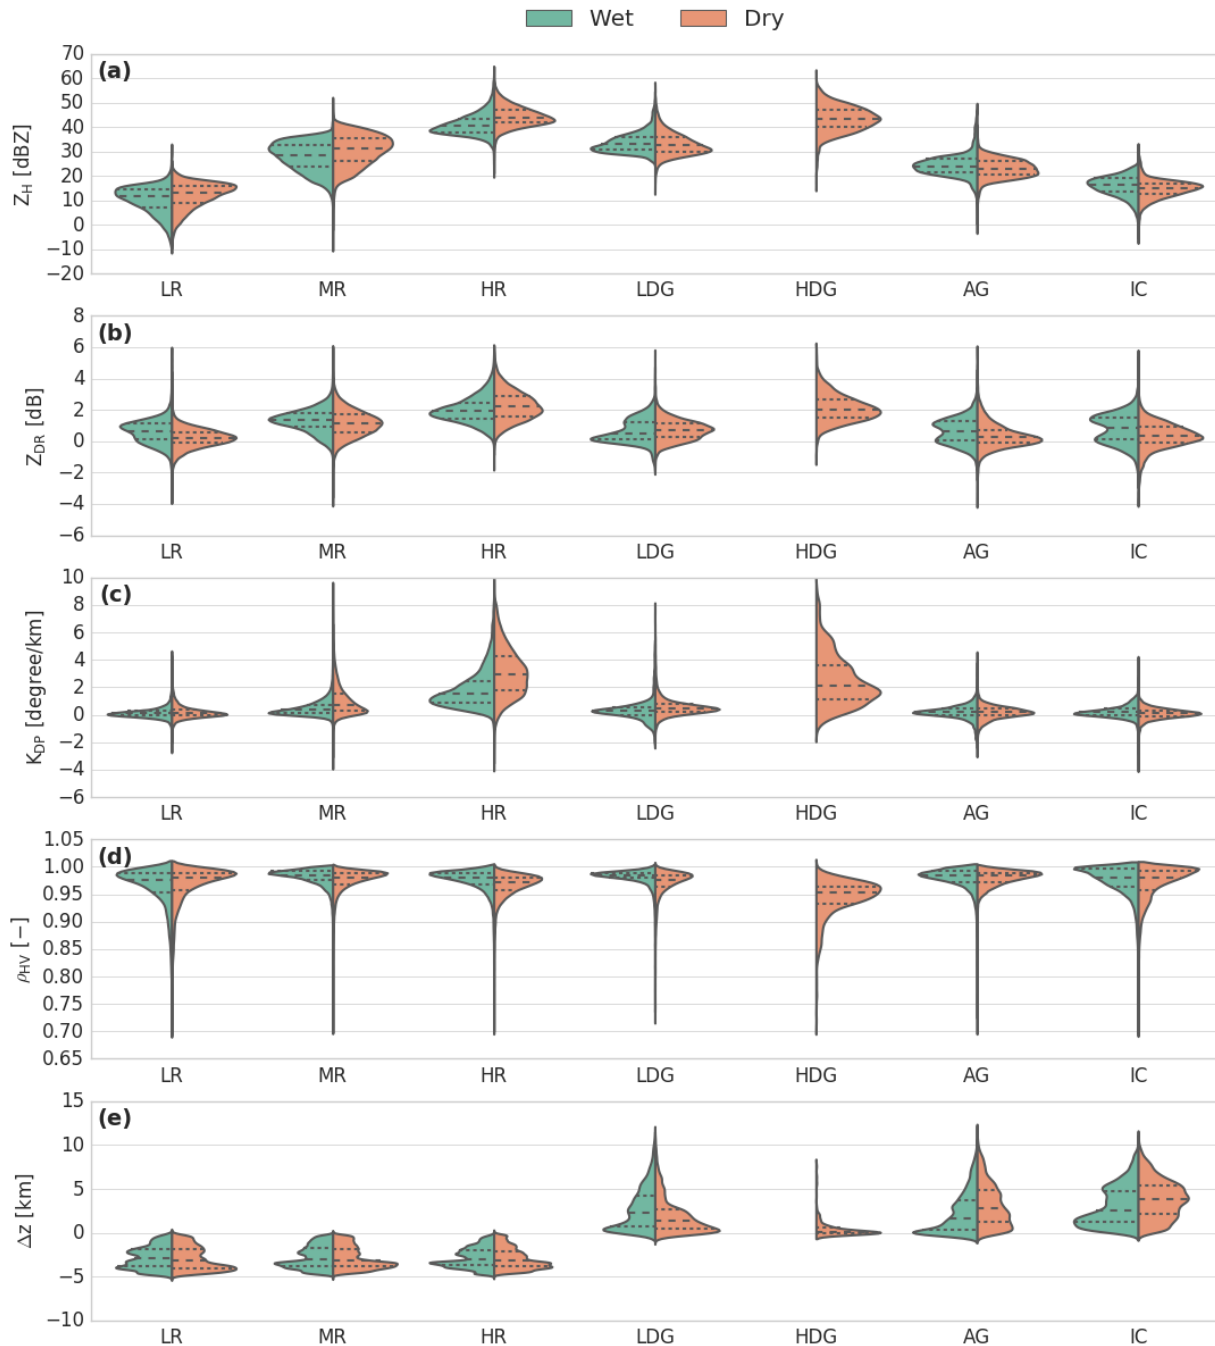 Wet Dry
(a)
Z_H [dBZ]
70
60
50
40
30
20
10
0
−10
−20
LR MR HR LDG HDG AG IC
(b)
Z_DR [dB]
8
6
4
2
0
−2
−4
−6
LR MR HR LDG HDG AG IC
(c)
K_DP [degree/km]
10
8
6
4
2
0
−2
−4
−6
LR MR HR LDG HDG AG IC
(d)
ρ_HV [−]
1.05
1.00
0.95
0.90
0.85
0.80
0.75
0.70
0.65
LR MR HR LDG HDG AG IC
(e)
Δz [km]
15
10
5
0
−5
−10
LR MR HR LDG HDG AG IC